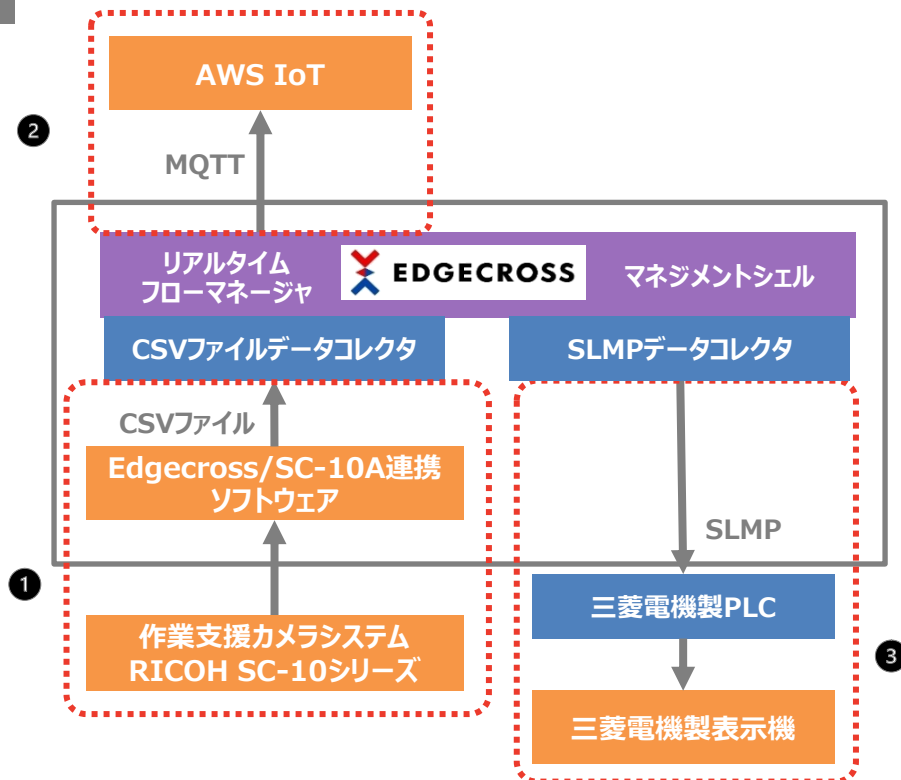 AWS IoT
❷
MQTT
リアルタイム
フローマネージャ
EDGECROSS
マネジメントシェル
CSVファイルデータコレクタ
SLMPデータコレクタ
CSVファイル
Edgecross/SC-10A連携
ソフトウェア
SLMP
❶
三菱電機製PLC
作業支援カメラシステム
RICOH SC-10シリーズ
❸
三菱電機製表示機